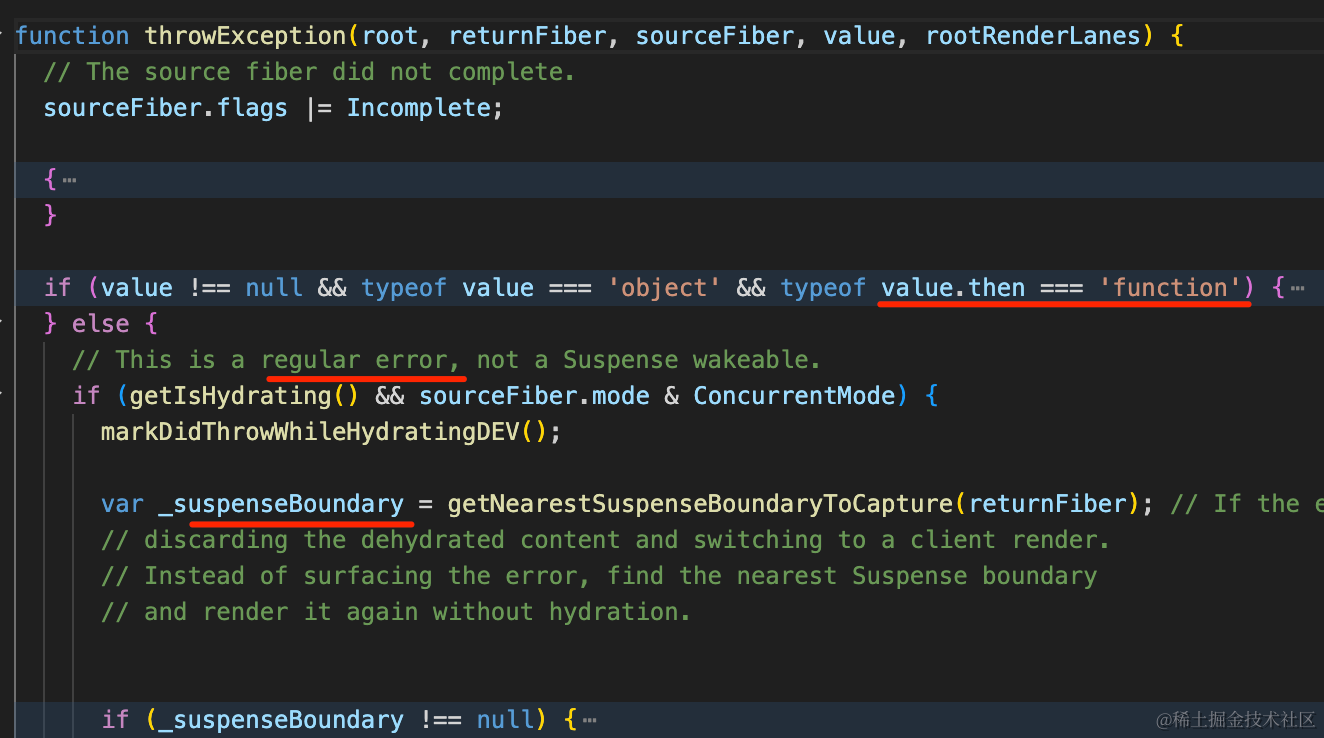 function throwException(root, returnFiber, sourceFiber, value, rootRenderLanes) {
// The source fiber did not complete.
sourceFiber.flags |= Incomplete;
{ ⋯
}
if (value !== null && typeof value === 'object' && typeof value.then === 'function') { ⋯
} else {
// This is a regular error, not a Suspense wakeable.
if (getIsHydrating() && sourceFiber.mode & ConcurrentMode) {
markDidThrowWhileHydratingDEV();
var _suspenseBoundary = getNearestSuspenseBoundaryToCapture(returnFiber); // If the
// discarding the dehydrated content and switching to a client render.
// Instead of surfacing the error, find the nearest Suspense boundary
// and render it again without hydration.
if (_suspenseBoundary !== null) { ⋯
@稀土掘金技术社区